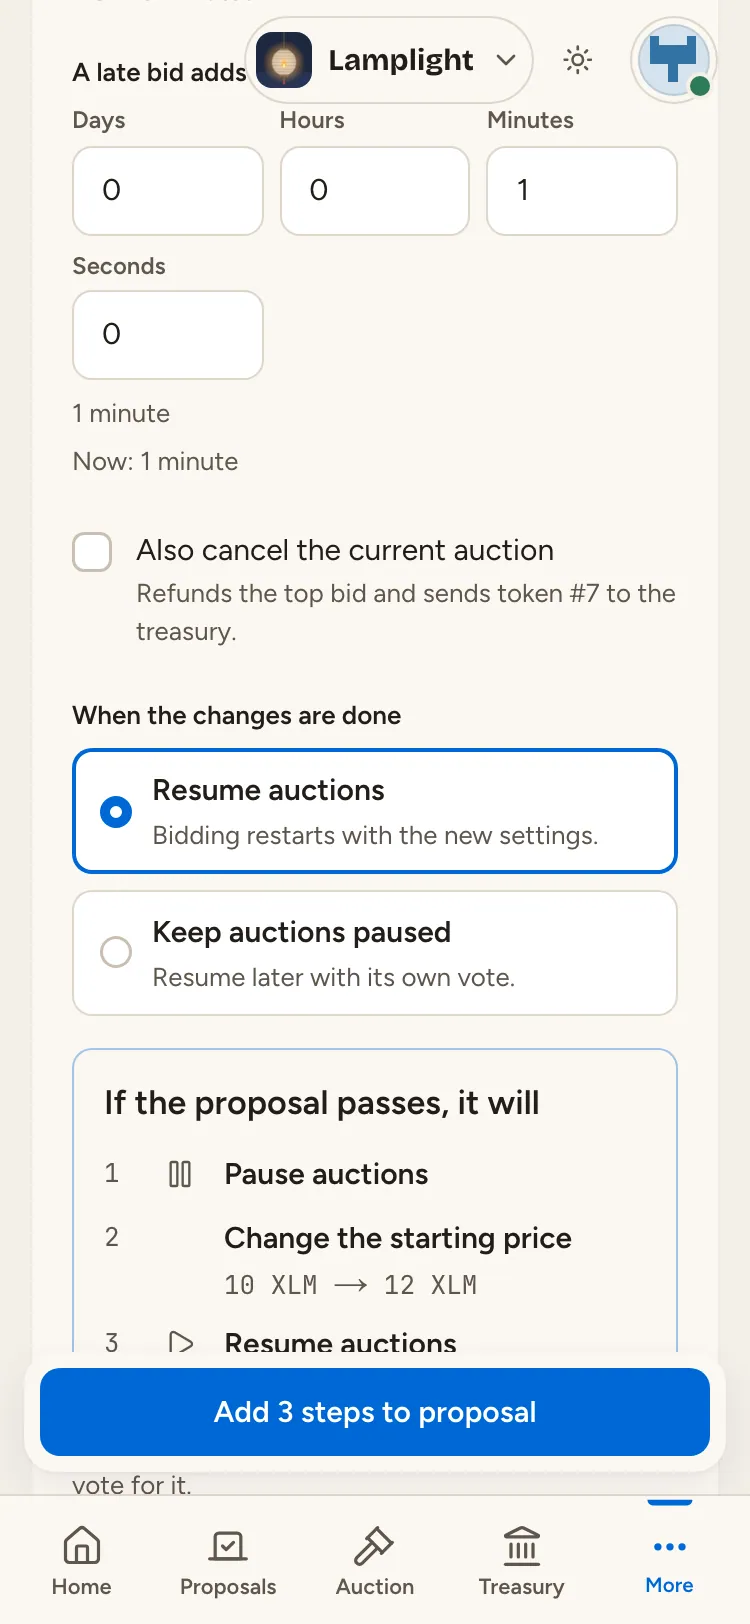 Lamplight
A late bid adds
Days
Hours
Minutes
0
0
1
Seconds
0
1 minute
Now: 1 minute
Also cancel the current auction
Refunds the top bid and sends token #7 to the
treasury.
When the changes are done
Resume auctions
Bidding restarts with the new settings.
Keep auctions paused
Resume later with its own vote.
If the proposal passes, it will
1 Pause auctions
2 Change the starting price
10 XLM → 12 XLM
3 Resume auctions
Add 3 steps to proposal
vote for it.
Home
Proposals
Auction
Treasury
More